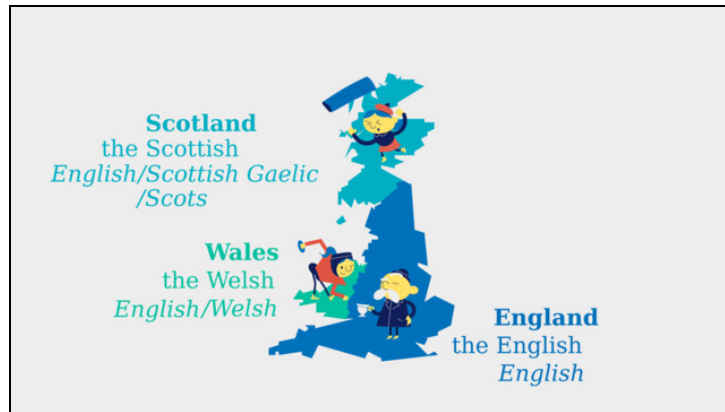 Scotland
the Scottish
English/Scottish Gaelic
/Scots
Wales
the Welsh
English/Welsh
England
the English
English